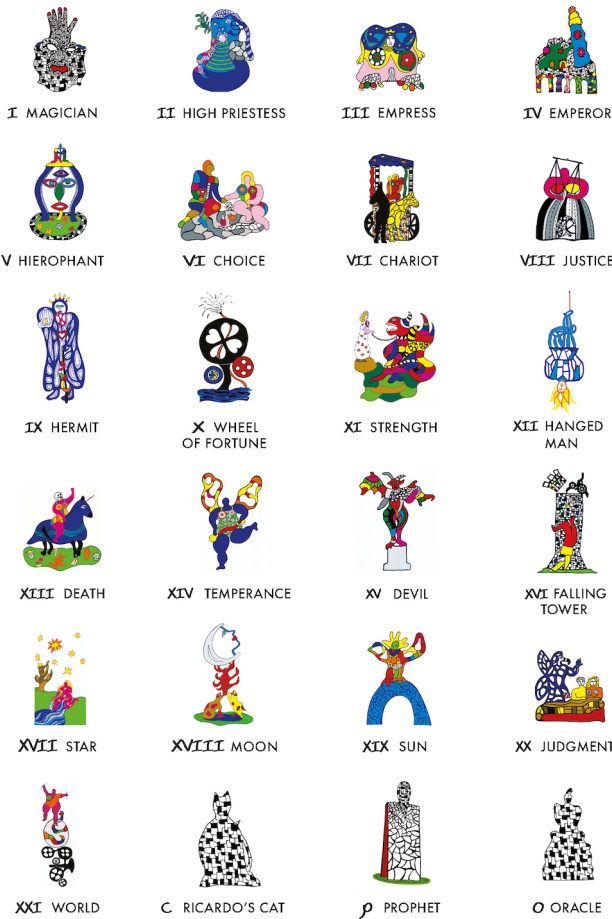 I MAGICIAN
II HIGH PRIESTESS
III EMPRESS
IV EMPEROR
V HIEROPHANT
VI CHOICE
VII CHARIOT
VIII JUSTICE
IX HERMIT
X WHEEL
OF FORTUNE
XI STRENGTH
XII HANGED
MAN
XIII DEATH
XIV TEMPERANCE
XV DEVIL
XVI FALLING
TOWER
XVII STAR
XVIII MOON
XIX SUN
XX JUDGMENT
XXI WORLD
C RICARDO'S CAT
P PROPHET
O ORACLE